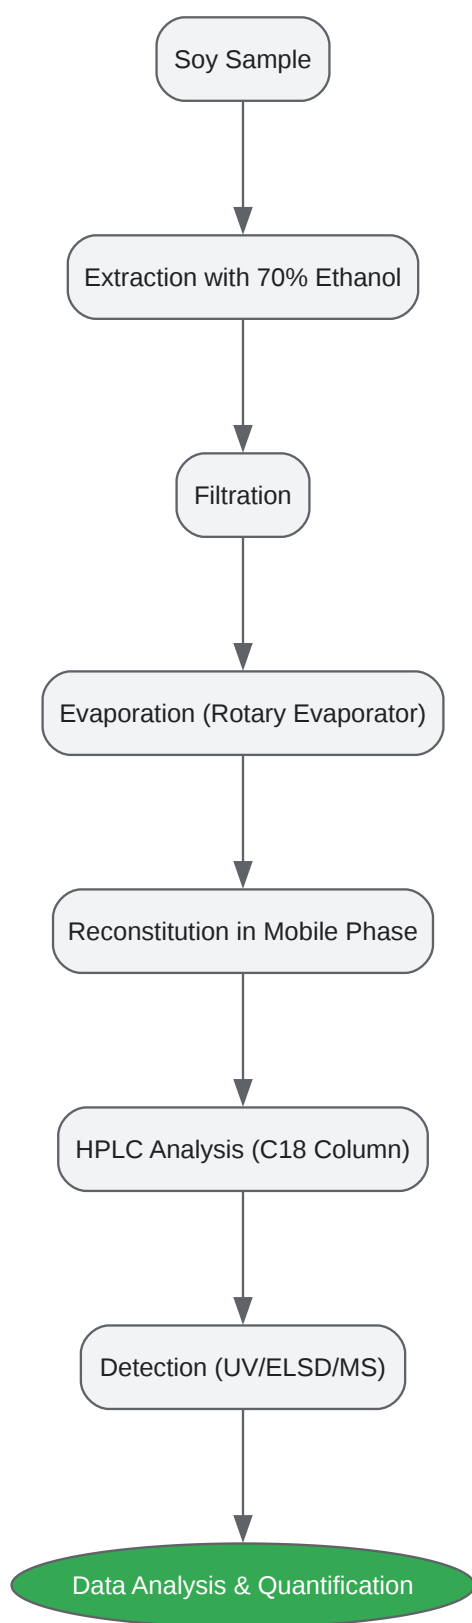 Soy Sample
Extraction with 70% Ethanol
Filtration
Evaporation (Rotary Evaporator)
Reconstitution in Mobile Phase
HPLC Analysis (C18 Column)
Detection (UV/ELSD/MS)
Data Analysis & Quantification